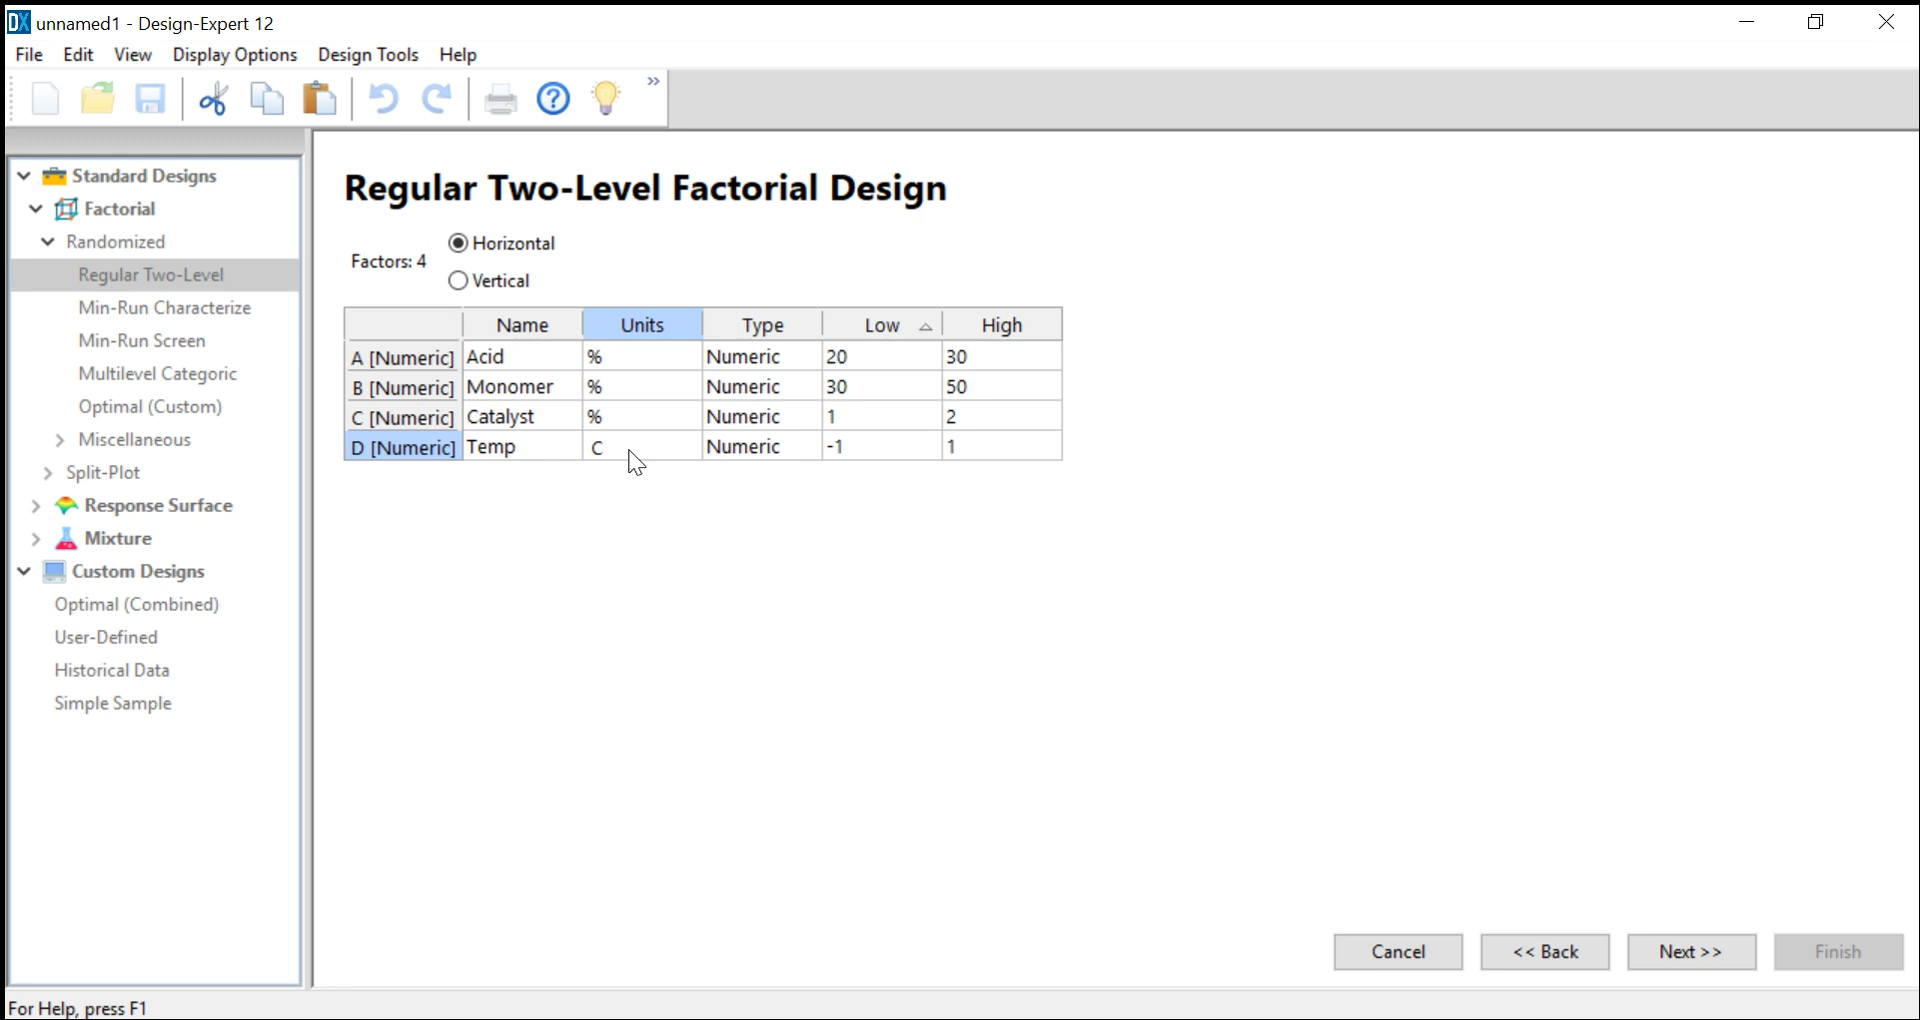 DX unnamed1 - Design-Expert 12
File Edit View Display Options Design Tools Help
»
Standard Designs
Factorial
Randomized
Regular Two-Level
Min-Run Characterize
Min-Run Screen
Multilevel Categoric
Optimal (Custom)
Miscellaneous
Split-Plot
Response Surface
Mixture
Custom Designs
Optimal (Combined)
User-Defined
Historical Data
Simple Sample
Regular Two-Level Factorial Design
Factors: 4
Horizontal
Vertical
Name Units Type Low High
A [Numeric] Acid % Numeric 20 30
B [Numeric] Monomer % Numeric 30 50
C [Numeric] Catalyst % Numeric 1 2
D [Numeric] Temp C Numeric -1 1
Cancel << Back Next >> Finish
For Help, press F1